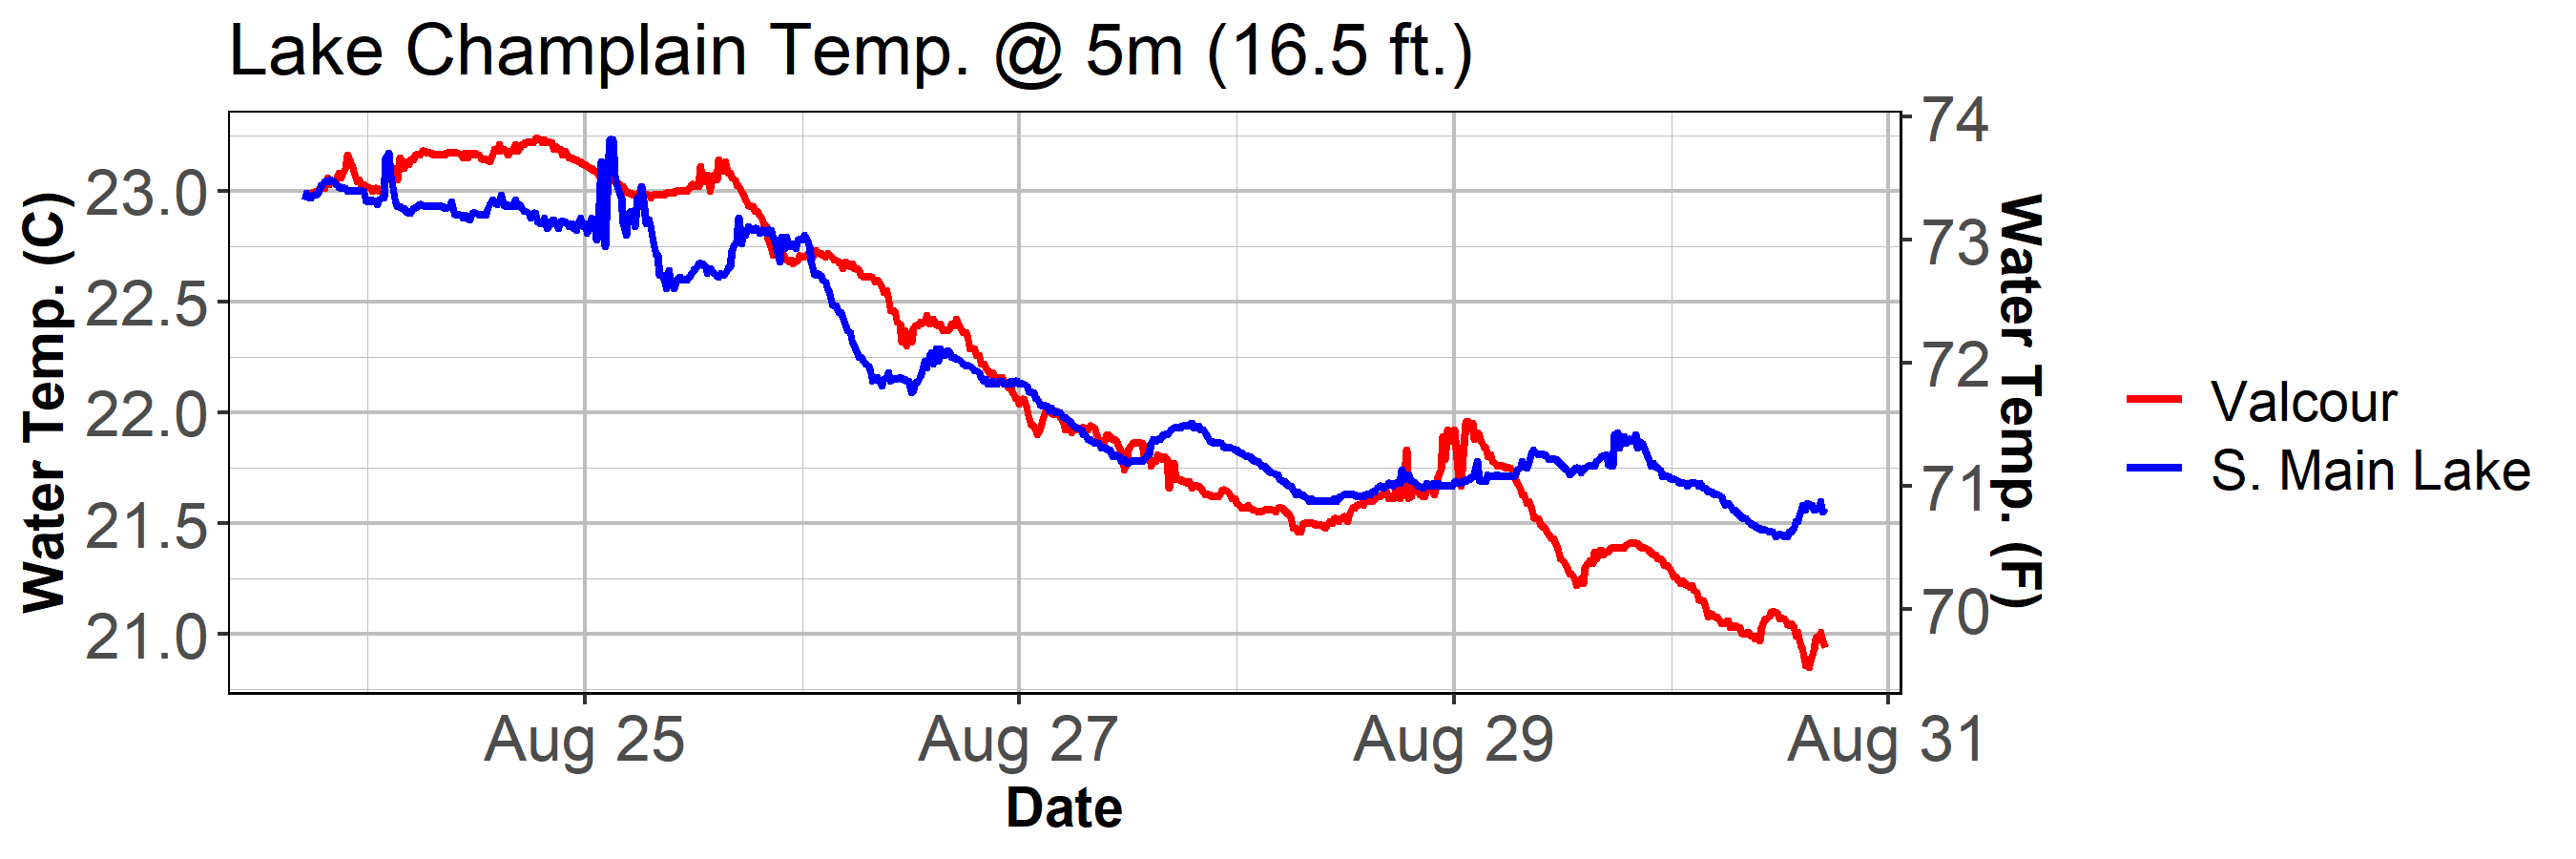 Lake Champlain Temp. @ 5m (16.5 ft.)
Water Temp. (C)
23.0
22.5
22.0
21.5
21.0
74
73
72
71
70
Water Temp. (F)
Aug 25
Aug 27
Aug 29
Aug 31
Date
Valcour
S. Main Lake